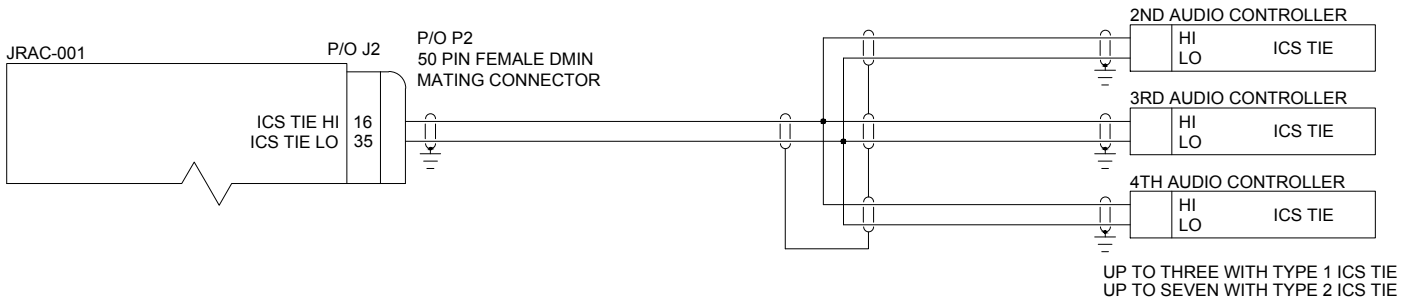 JRAC-001
P/O J2
P/O P2
50 PIN FEMALE DMIN
MATING CONNECTOR
ICS TIE HI 16
ICS TIE LO 35
2ND AUDIO CONTROLLER
HI
LO
ICS TIE
3RD AUDIO CONTROLLER
HI
LO
ICS TIE
4TH AUDIO CONTROLLER
HI
LO
ICS TIE
UP TO THREE WITH TYPE 1 ICS TIE
UP TO SEVEN WITH TYPE 2 ICS TIE